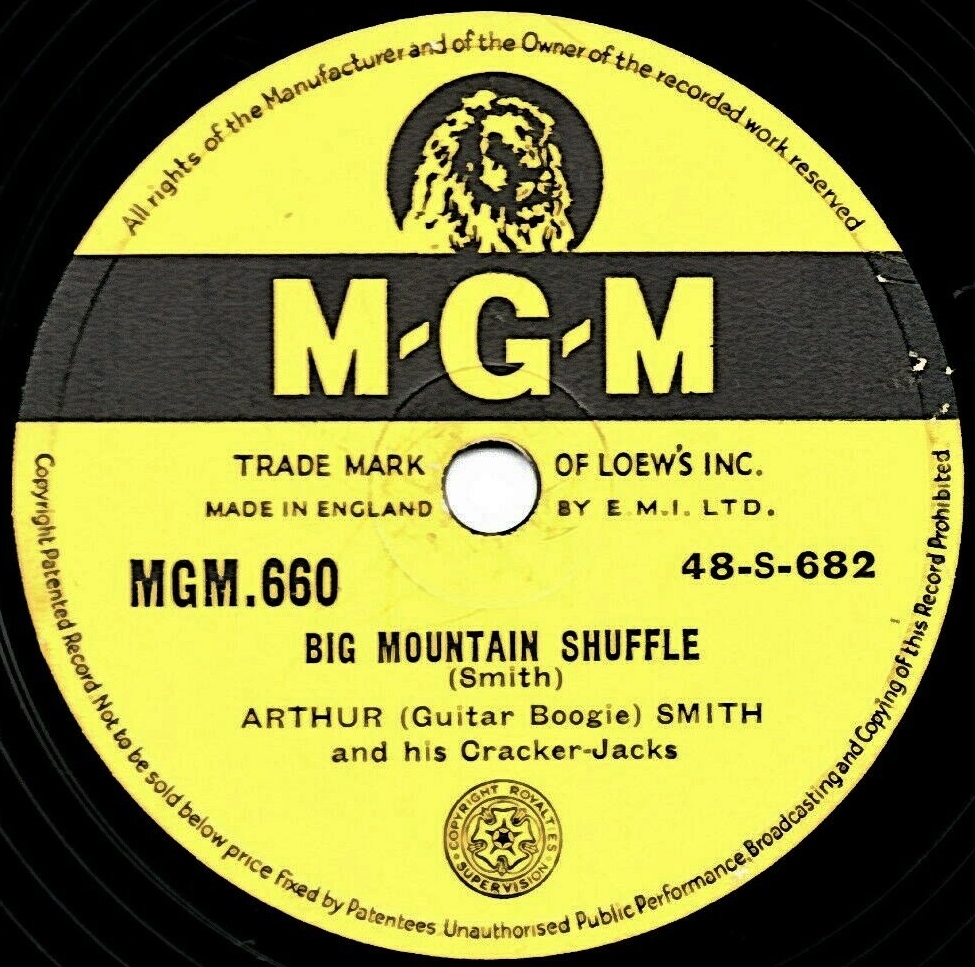 All rights of the Manufacturer and of the Owner of the recorded work reserved
M-G-M
TRADE MARK OF LOEW'S INC.
MADE IN ENGLAND BY E.M.I. LTD.
MGM.660 48-S-682
BIG MOUNTAIN SHUFFLE
(Smith)
ARTHUR (Guitar Boogie) SMITH
and his Cracker-Jacks
COPYRIGHT ROYALTIES
SUPERVISION
Copyright Patented Record Not to be sold below price fixed by Patentees Unauthorised Public Performance, Broadcasting and Copying of this Record Prohibited